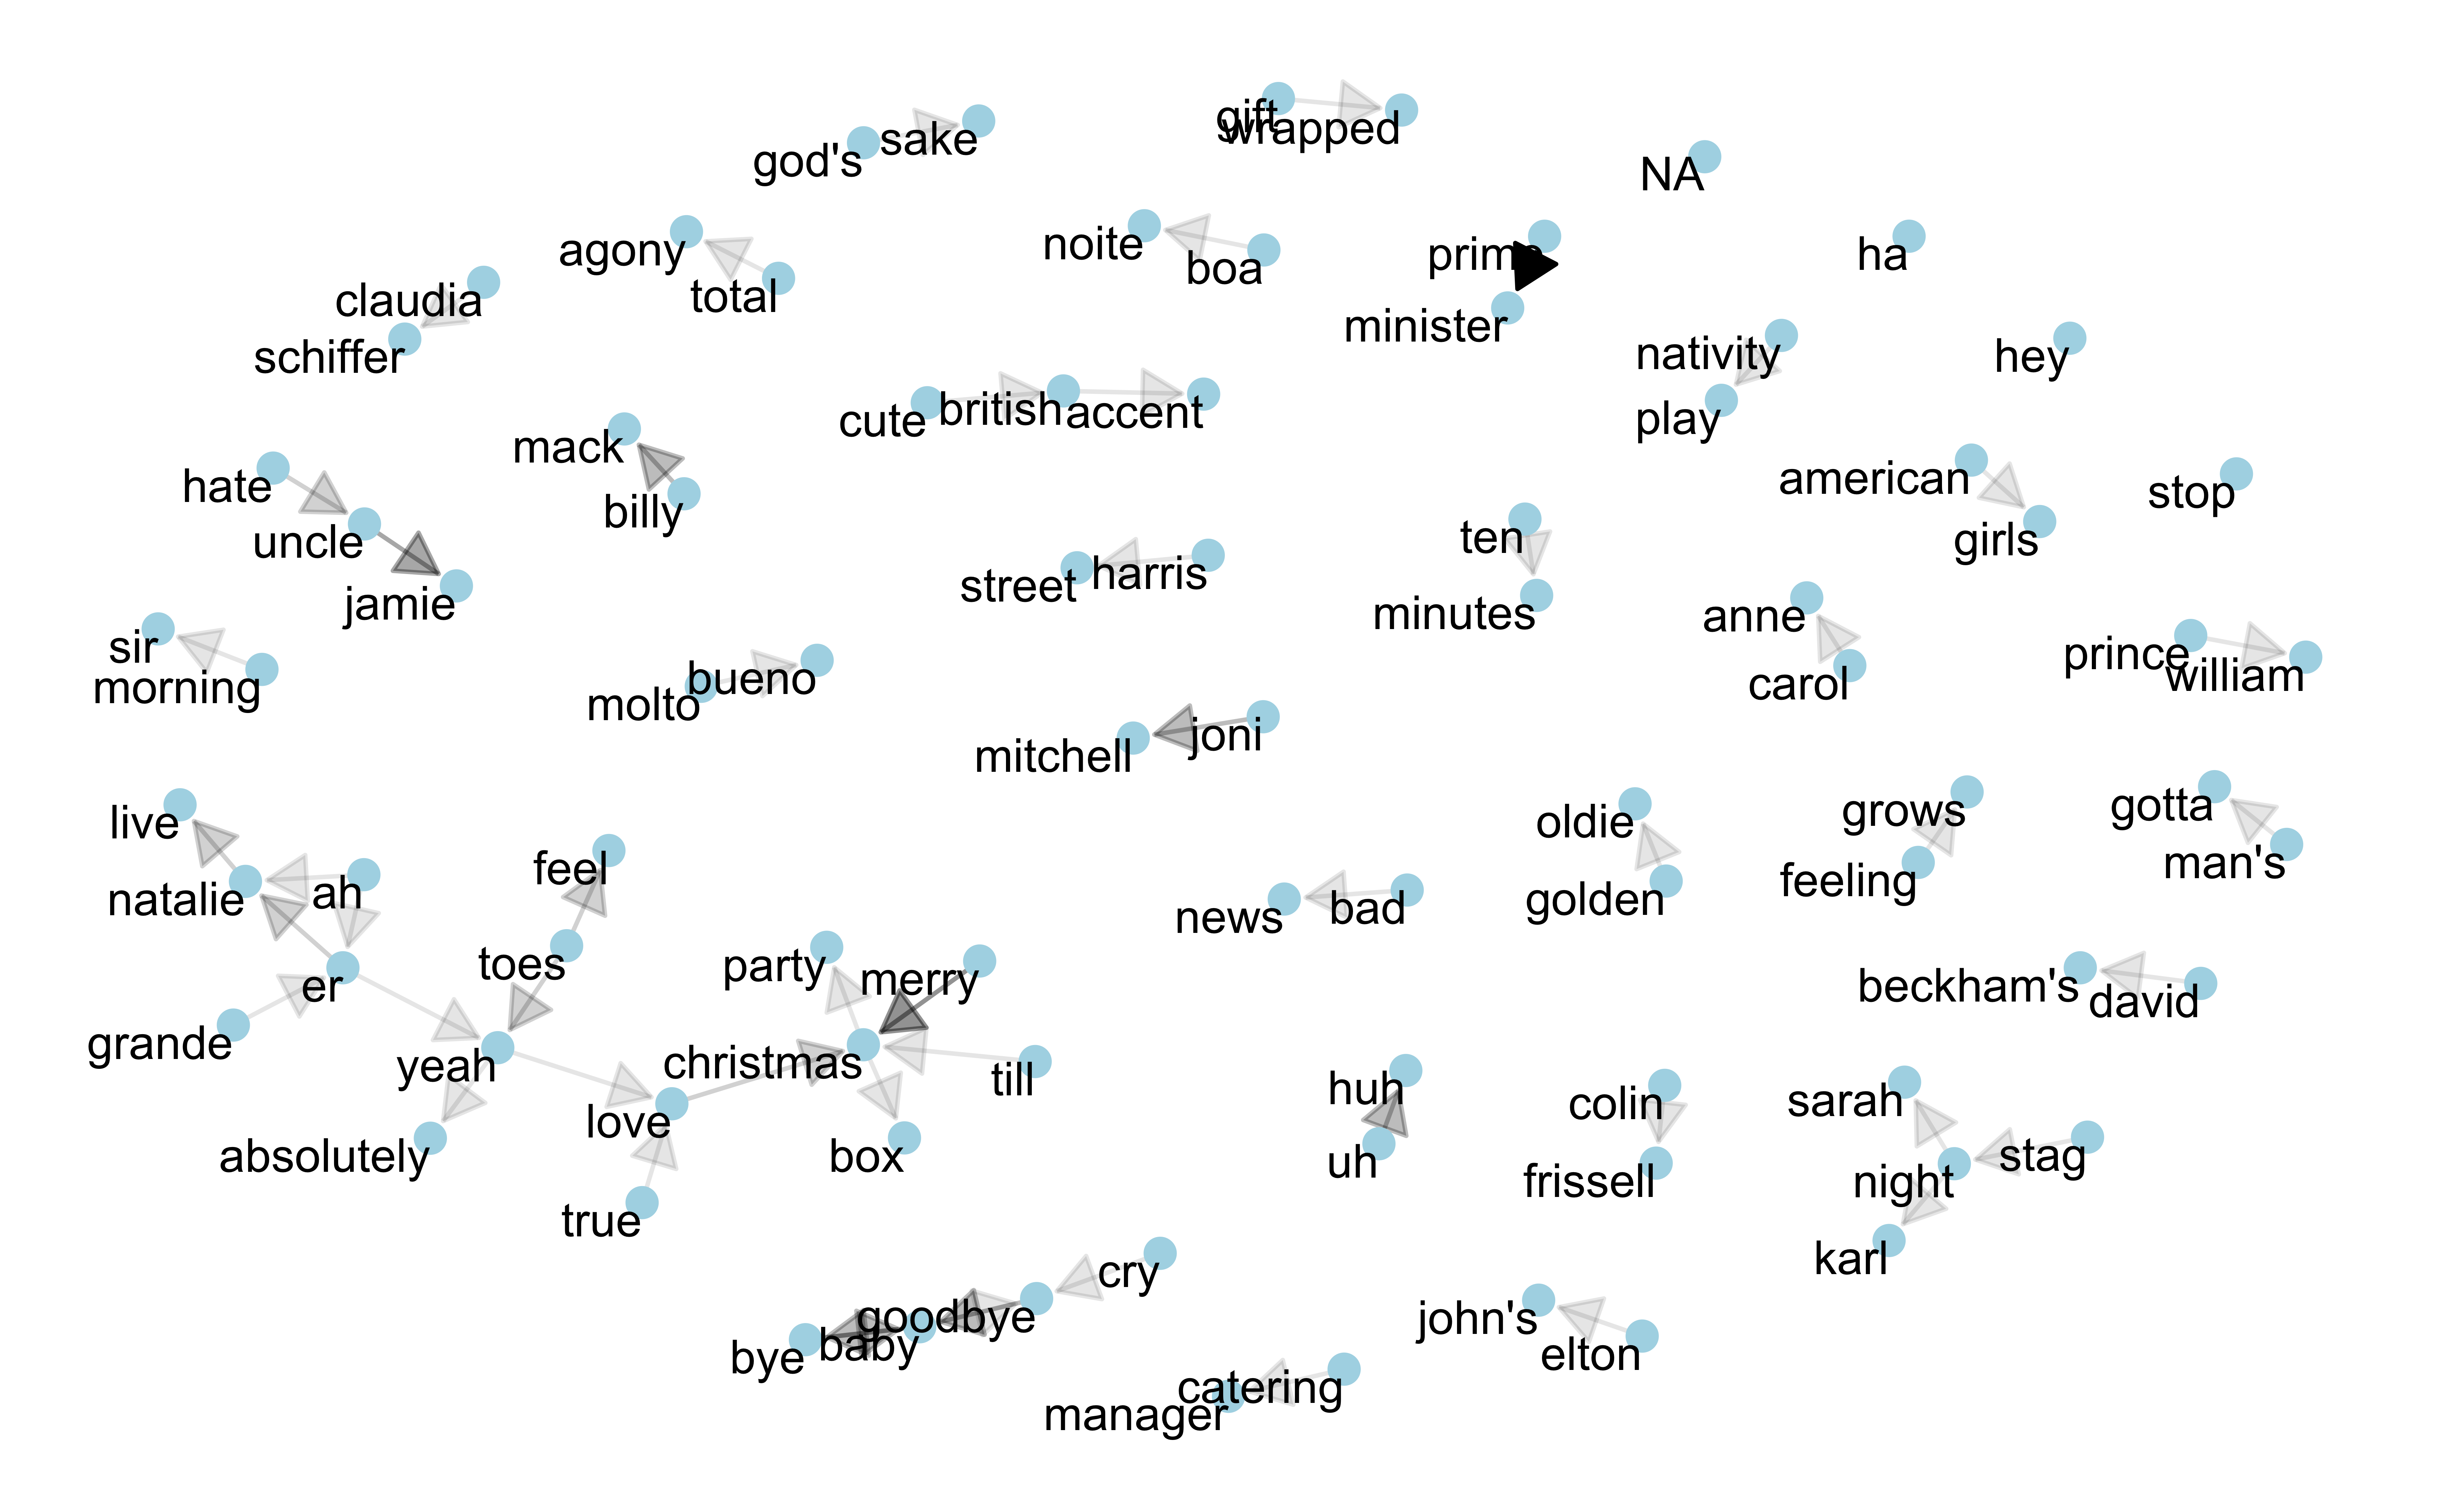 gift
wrapped
god's
sake
NA
agony
total
noite
boa
prime
minister
ha
claudia
schiffer
nativity
play
hey
cute
british
accent
mack
billy
hate
uncle
jamie
american
girls
stop
ten
minutes
street
harris
anne
carol
sir
morning
prince
william
molto
bueno
mitchell
joni
live
natalie
ah
er
grande
feel
toes
yeah
absolutely
party
merry
christmas
till
love
box
true
oldie
golden
grows
feeling
gotta
man's
news
bad
beckham's
david
huh
uh
colin
frissell
sarah
night
stag
karl
cry
goodbye
baby
bye
john's
elton
catering
manager